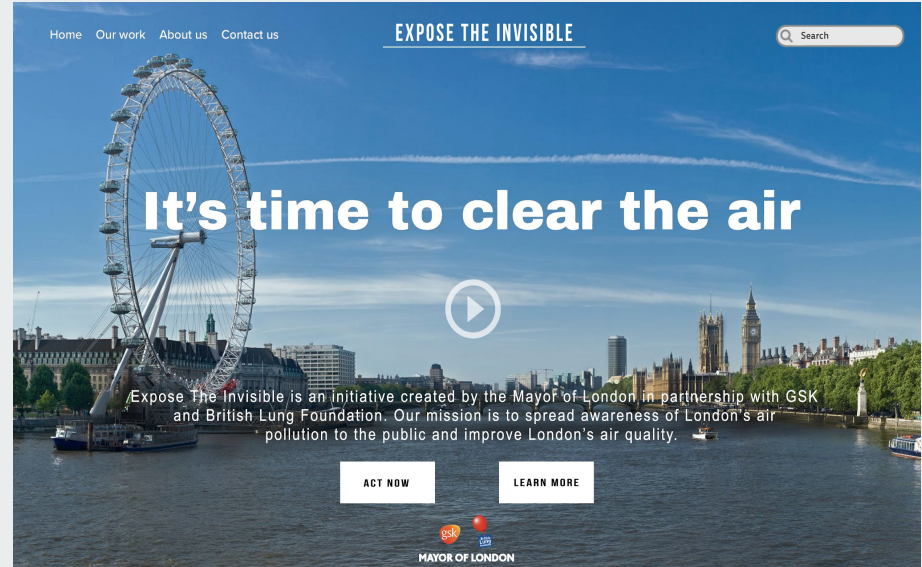 Home Our work About us Contact us
EXPOSE THE INVISIBLE
Search
It's time to clear the air
Expose The Invisible is an initiative created by the Mayor of London in partnership with GSK
and British Lung Foundation. Our mission is to spread awareness of London's air
pollution to the public and improve London's air quality.
ACT NOW
LEARN MORE
gsk
MAYOR OF LONDON